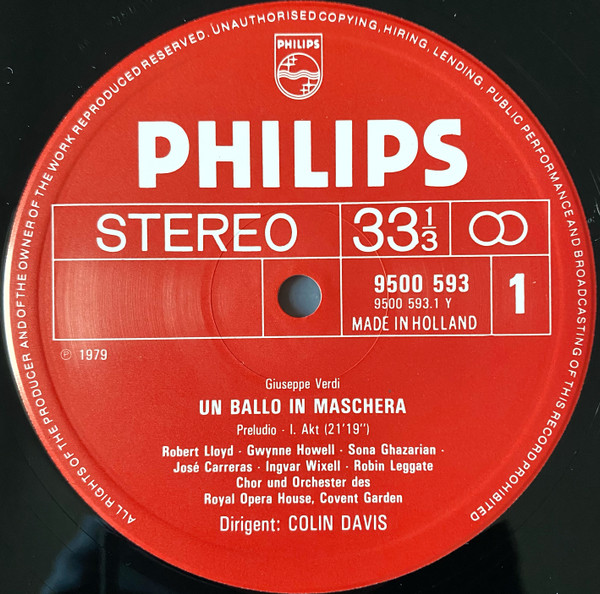 ALL RIGHTS OF THE PRODUCER AND OF THE OWNER OF THE WORK REPRODUCED RESERVED. UNAUTHORISED COPYING, HIRING, LENDING, PUBLIC PERFORMANCE AND BROADCASTING OF THIS RECORD PROHIBITED
PHILIPS
PHILIPS
STEREO 33 1/3
9500 593
9500 593.1 Y
MADE IN HOLLAND
1
℗ 1979
Giuseppe Verdi
UN BALLO IN MASCHERA
Preludio · I. Akt (21'19")
Robert Lloyd · Gwynne Howell · Sona Ghazarian ·
José Carreras · Ingvar Wixell · Robin Leggate
Chor und Orchester des
Royal Opera House, Covent Garden
Dirigent: COLIN DAVIS